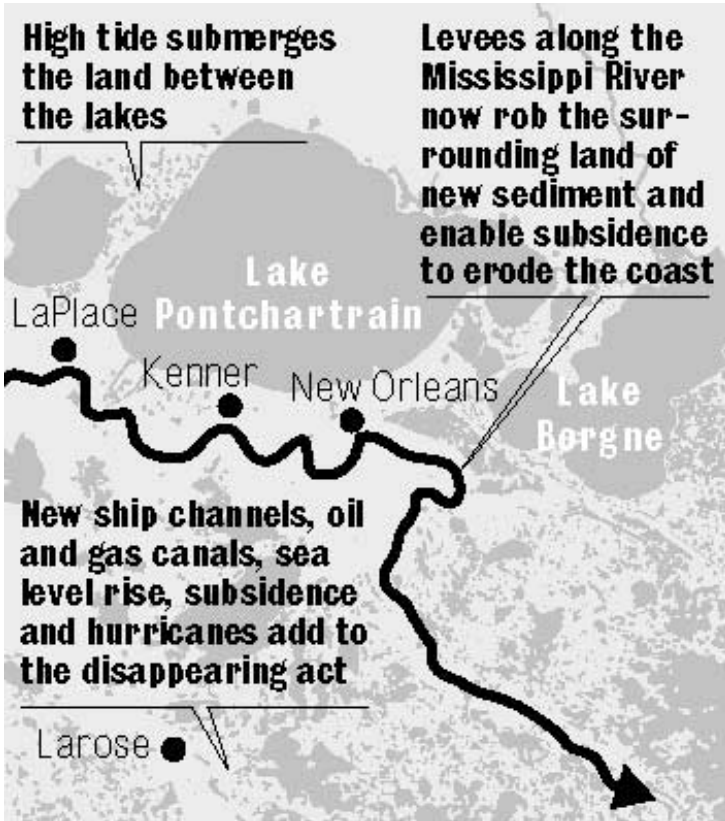 High tide submerges
the land between
the lakes
Levees along the
Mississippi River
now rob the sur-
rounding land of
new sediment and
enable subsidence
to erode the coast
Lake
Pontchartrain
LaPlace
Kenner
New Orleans
Lake
Borgne
New ship channels, oil
and gas canals, sea
level rise, subsidence
and hurricanes add to
the disappearing act
Larose